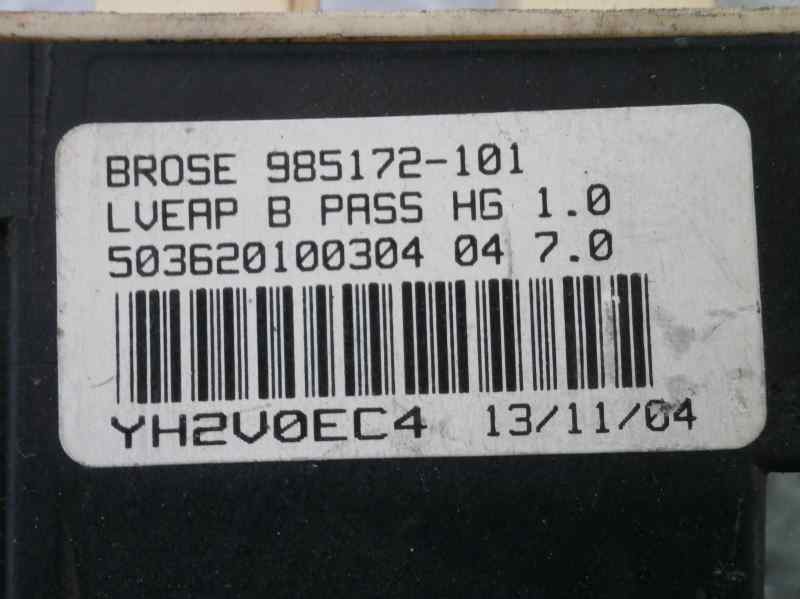 BROSE 985172-101
LVEAP B PASS HG 1.0
503620100304 04 7.0
YH2V0EC4 13/11/04